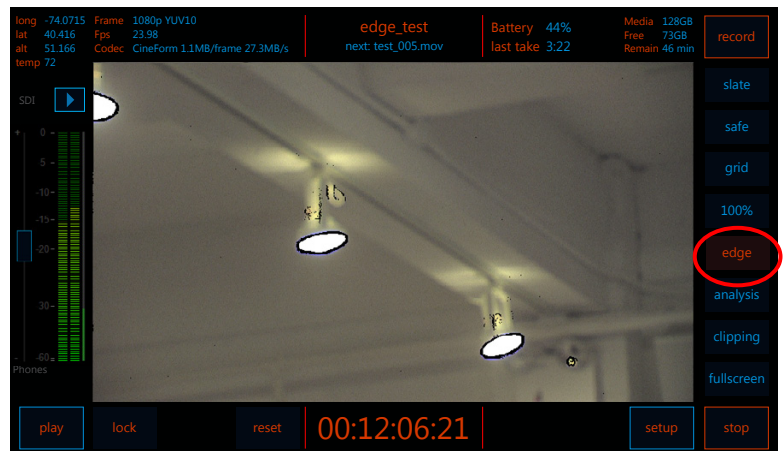 long -74.0715
lat 40.416
alt 51.166
temp 72
Frame 1080p YUV10
Fps 23.98
Codec CineForm 1.1MB/frame 27.3MB/s
edge_test
next: test_005.mov
Battery 44%
last take 3:22
Media 128GB
Free 73GB
Remain 46 min
record
SDI
+ 0 -
5 -
-10-
-15-
-20-
30-
- -60-
Phones
slate
safe
grid
100%
edge
analysis
clipping
fullscreen
play
lock
reset
00:12:06:21
setup
stop